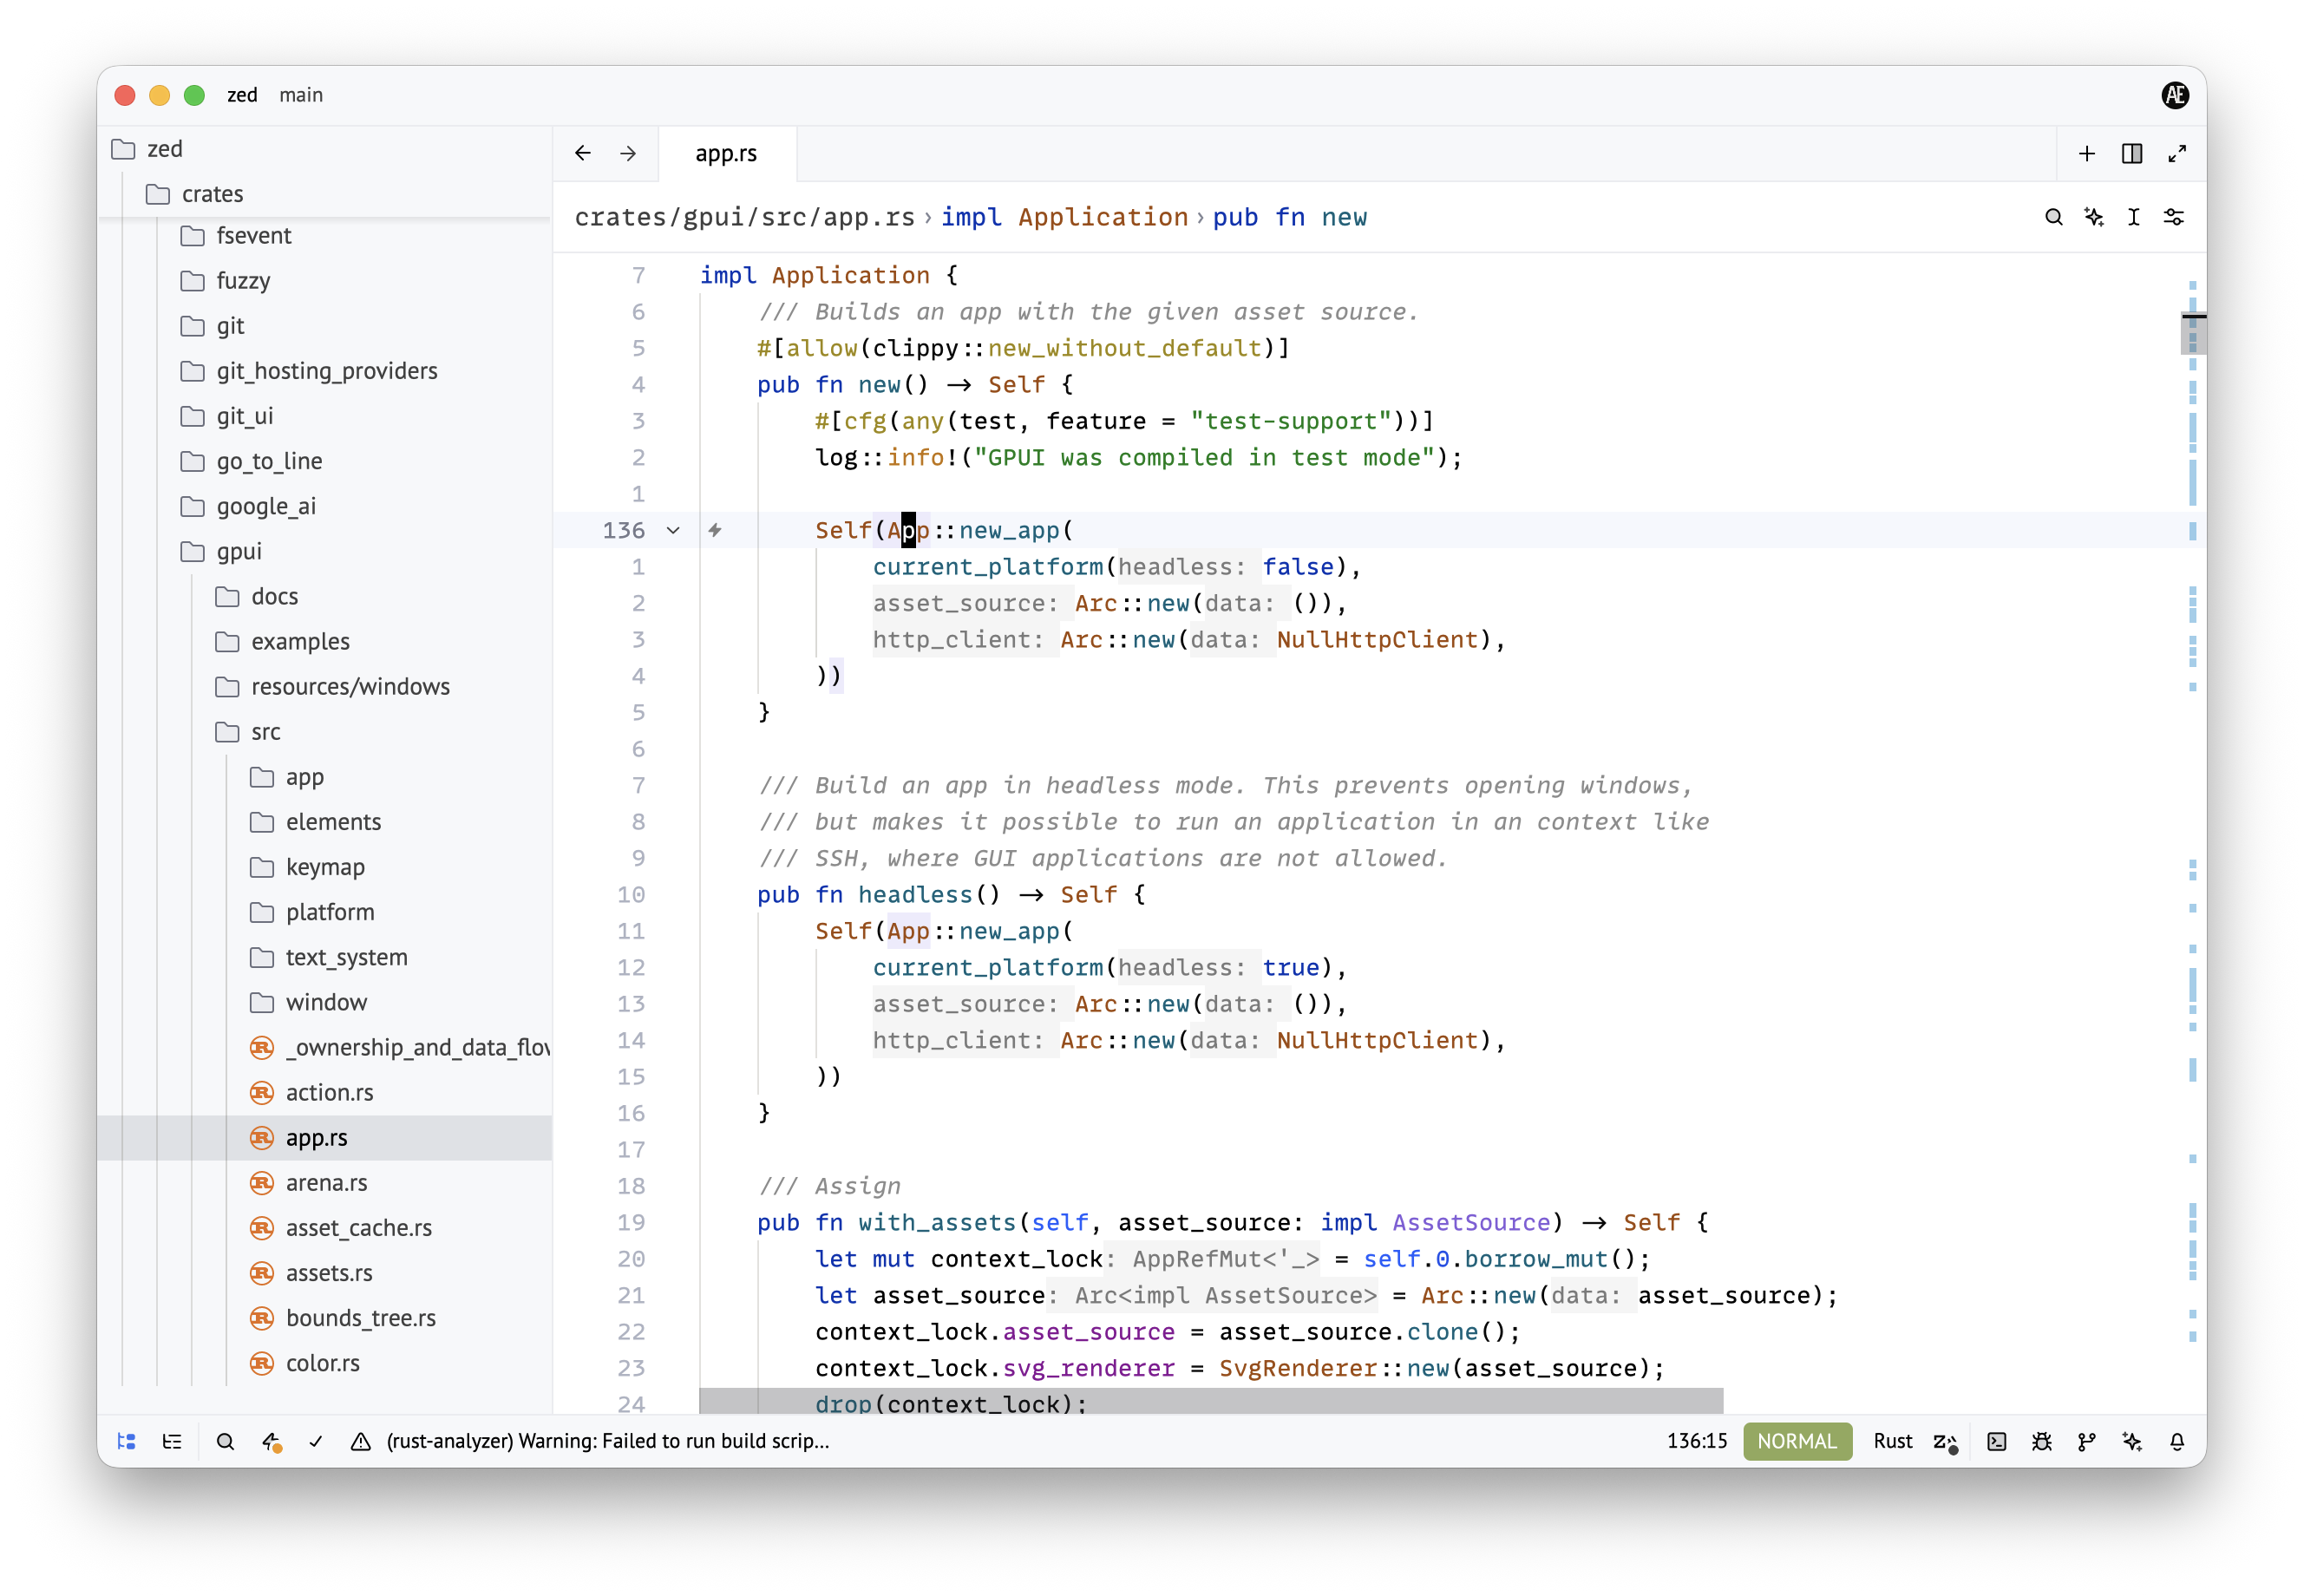 zed main
AE
zed
crates
fsevent
fuzzy
git
git_hosting_providers
git_ui
go_to_line
google_ai
gpui
docs
examples
resources/windows
src
app
elements
keymap
platform
text_system
window
_ownership_and_data_flov
action.rs
app.rs
arena.rs
asset_cache.rs
assets.rs
bounds_tree.rs
color.rs
app.rs
crates/gpui/src/app.rs › impl Application › pub fn new
7 impl Application {
6 /// Builds an app with the given asset source.
5 #[allow(clippy::new_without_default)]
4 pub fn new() → Self {
3 #[cfg(any(test, feature = "test-support"))]
2 log::info!("GPUI was compiled in test mode");
1
136 Self(App::new_app(
1 current_platform(headless: false),
2 asset_source: Arc::new(data: ()),
3 http_client: Arc::new(data: NullHttpClient),
4 ))
5 }
6
7 /// Build an app in headless mode. This prevents opening windows,
8 /// but makes it possible to run an application in an context like
9 /// SSH, where GUI applications are not allowed.
10 pub fn headless() → Self {
11 Self(App::new_app(
12 current_platform(headless: true),
13 asset_source: Arc::new(data: ()),
14 http_client: Arc::new(data: NullHttpClient),
15 ))
16 }
17
18 /// Assign
19 pub fn with_assets(self, asset_source: impl AssetSource) → Self {
20 let mut context_lock: AppRefMut<'_> = self.0.borrow_mut();
21 let asset_source: Arc<impl AssetSource> = Arc::new(data: asset_source);
22 context_lock.asset_source = asset_source.clone();
23 context_lock.svg_renderer = SvgRenderer::new(asset_source);
24 drop(context_lock);
(rust-analyzer) Warning: Failed to run build scrip... 136:15 NORMAL Rust